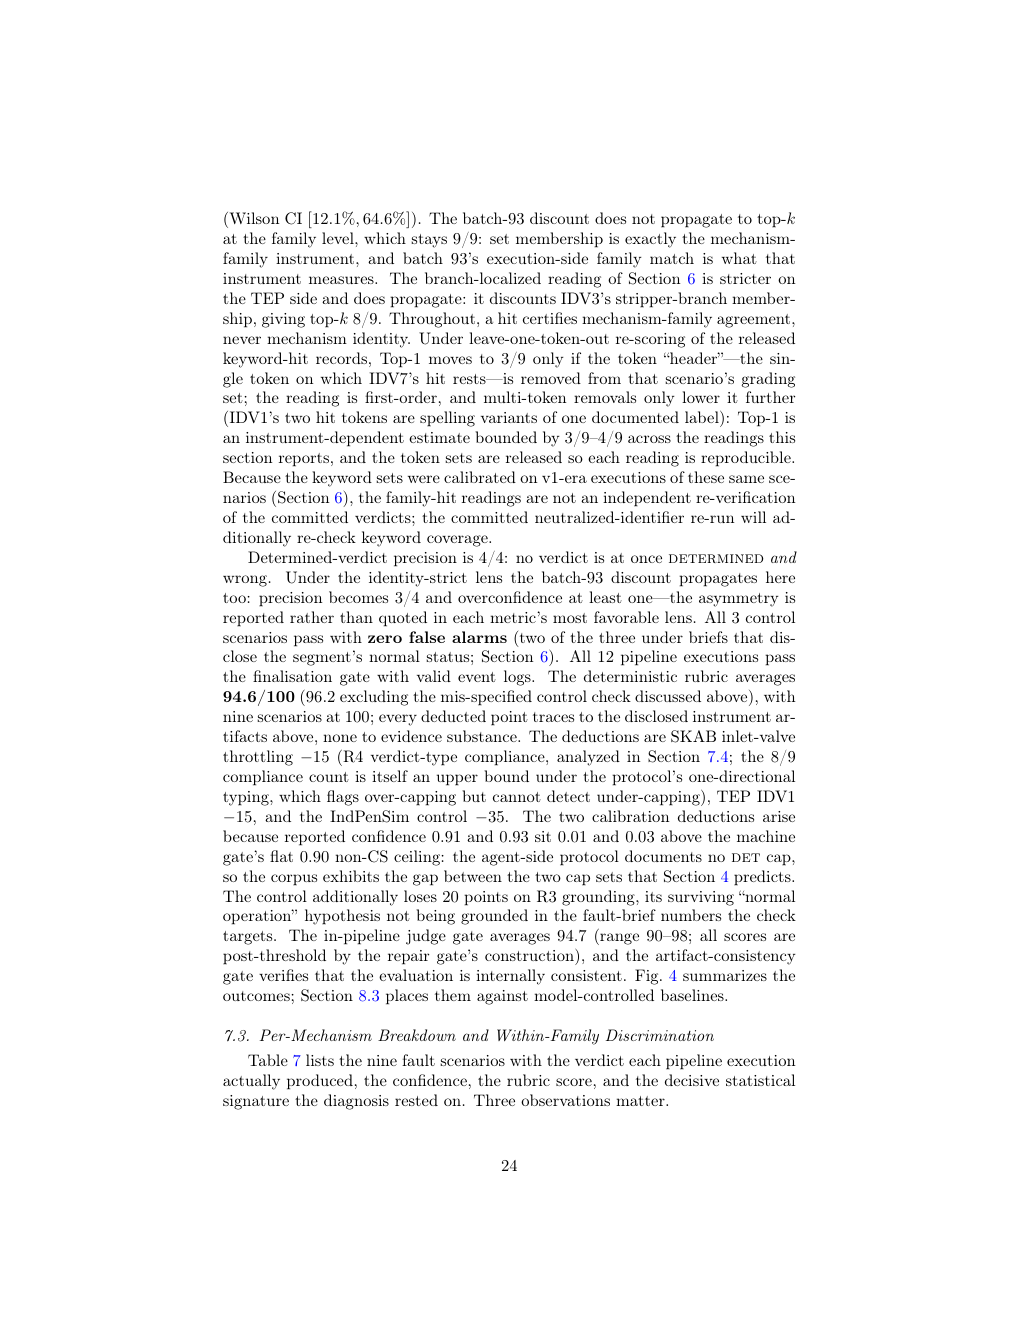 (Wilson CI [12.1%, 64.6%]). The batch-93 discount does not propagate to top-k
at the family level, which stays 9/9: set membership is exactly the mechanism-
family instrument, and batch 93's execution-side family match is what that
instrument measures. The branch-localized reading of Section 6 is stricter on
the TEP side and does propagate: it discounts IDV3's stripper-branch member-
ship, giving top-k 8/9. Throughout, a hit certifies mechanism-family agreement,
never mechanism identity. Under leave-one-token-out re-scoring of the released
keyword-hit records, Top-1 moves to 3/9 only if the token “header”—the sin-
gle token on which IDV7's hit rests—is removed from that scenario's grading
set; the reading is first-order, and multi-token removals only lower it further
(IDV1's two hit tokens are spelling variants of one documented label): Top-1 is
an instrument-dependent estimate bounded by 3/9–4/9 across the readings this
section reports, and the token sets are released so each reading is reproducible.
Because the keyword sets were calibrated on v1-era executions of these same sce-
narios (Section 6), the family-hit readings are not an independent re-verification
of the committed verdicts; the committed neutralized-identifier re-run will ad-
ditionally re-check keyword coverage.
Determined-verdict precision is 4/4: no verdict is at once DETERMINED and
wrong. Under the identity-strict lens the batch-93 discount propagates here
too: precision becomes 3/4 and overconfidence at least one—the asymmetry is
reported rather than quoted in each metric's most favorable lens. All 3 control
scenarios pass with zero false alarms (two of the three under briefs that dis-
close the segment's normal status; Section 6). All 12 pipeline executions pass
the finalisation gate with valid event logs. The deterministic rubric averages
94.6/100 (96.2 excluding the mis-specified control check discussed above), with
nine scenarios at 100; every deducted point traces to the disclosed instrument ar-
tifacts above, none to evidence substance. The deductions are SKAB inlet-valve
throttling −15 (R4 verdict-type compliance, analyzed in Section 7.4; the 8/9
compliance count is itself an upper bound under the protocol's one-directional
typing, which flags over-capping but cannot detect under-capping), TEP IDV1
−15, and the IndPenSim control −35. The two calibration deductions arise
because reported confidence 0.91 and 0.93 sit 0.01 and 0.03 above the machine
gate's flat 0.90 non-CS ceiling: the agent-side protocol documents no DET cap,
so the corpus exhibits the gap between the two cap sets that Section 4 predicts.
The control additionally loses 20 points on R3 grounding, its surviving “normal
operation” hypothesis not being grounded in the fault-brief numbers the check
targets. The in-pipeline judge gate averages 94.7 (range 90–98; all scores are
post-threshold by the repair gate's construction), and the artifact-consistency
gate verifies that the evaluation is internally consistent. Fig. 4 summarizes the
outcomes; Section 8.3 places them against model-controlled baselines.
7.3. Per-Mechanism Breakdown and Within-Family Discrimination
Table 7 lists the nine fault scenarios with the verdict each pipeline execution
actually produced, the confidence, the rubric score, and the decisive statistical
signature the diagnosis rested on. Three observations matter.
24